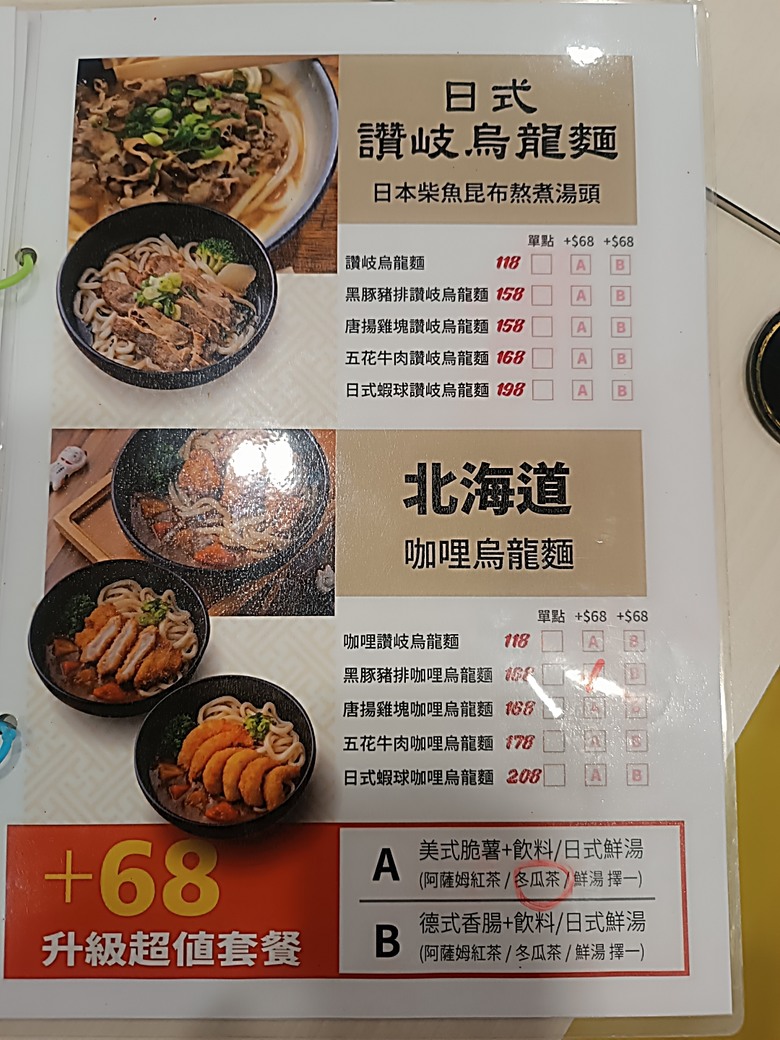 日式
讚岐烏龍麵
日本柴魚昆布熬煮湯頭
單點 +$68 +$68
讚岐烏龍麵 118 A B
黑豚豬排讚岐烏龍麵 158 A B
唐揚雞塊讚岐烏龍麵 158 A B
五花牛肉讚岐烏龍麵 168 A B
日式蝦球讚岐烏龍麵 198 A B
北海道
咖哩烏龍麵
單點 +$68 +$68
咖哩讚岐烏龍麵 118 A B
黑豚豬排咖哩烏龍麵 168 B
唐揚雞塊咖哩烏龍麵 168 A B
五花牛肉咖哩烏龍麵 178 A B
日式蝦球咖哩烏龍麵 208 A B
+68
升級超值套餐
A 美式脆薯+飲料/日式鮮湯
(阿薩姆紅茶 / 冬瓜茶 / 鮮湯 擇一)
B 德式香腸+飲料/日式鮮湯
(阿薩姆紅茶 / 冬瓜茶 / 鮮湯 擇一)